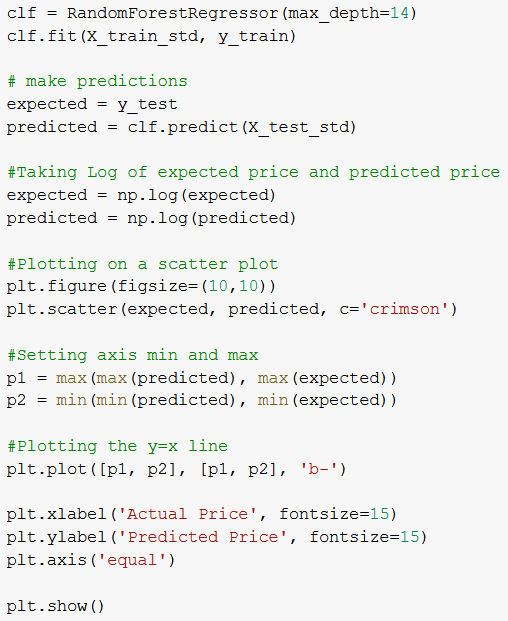 clf = RandomForestRegressor(max_depth=14)
clf.fit(X_train_std, y_train)
# make predictions
expected = y_test
predicted = clf.predict(X_test_std)
#Taking Log of expected price and predicted price
expected = np.log(expected)
predicted = np.log(predicted)
#Plotting on a scatter plot
plt.figure(figsize=(10,10))
plt.scatter(expected, predicted, c='crimson')
#Setting axis min and max
p1 = max(max(predicted), max(expected))
p2 = min(min(predicted), min(expected))
#Plotting the y=x line
plt.plot([p1, p2], [p1, p2], 'b-')
plt.xlabel('Actual Price', fontsize=15)
plt.ylabel('Predicted Price', fontsize=15)
plt.axis('equal')
plt.show()